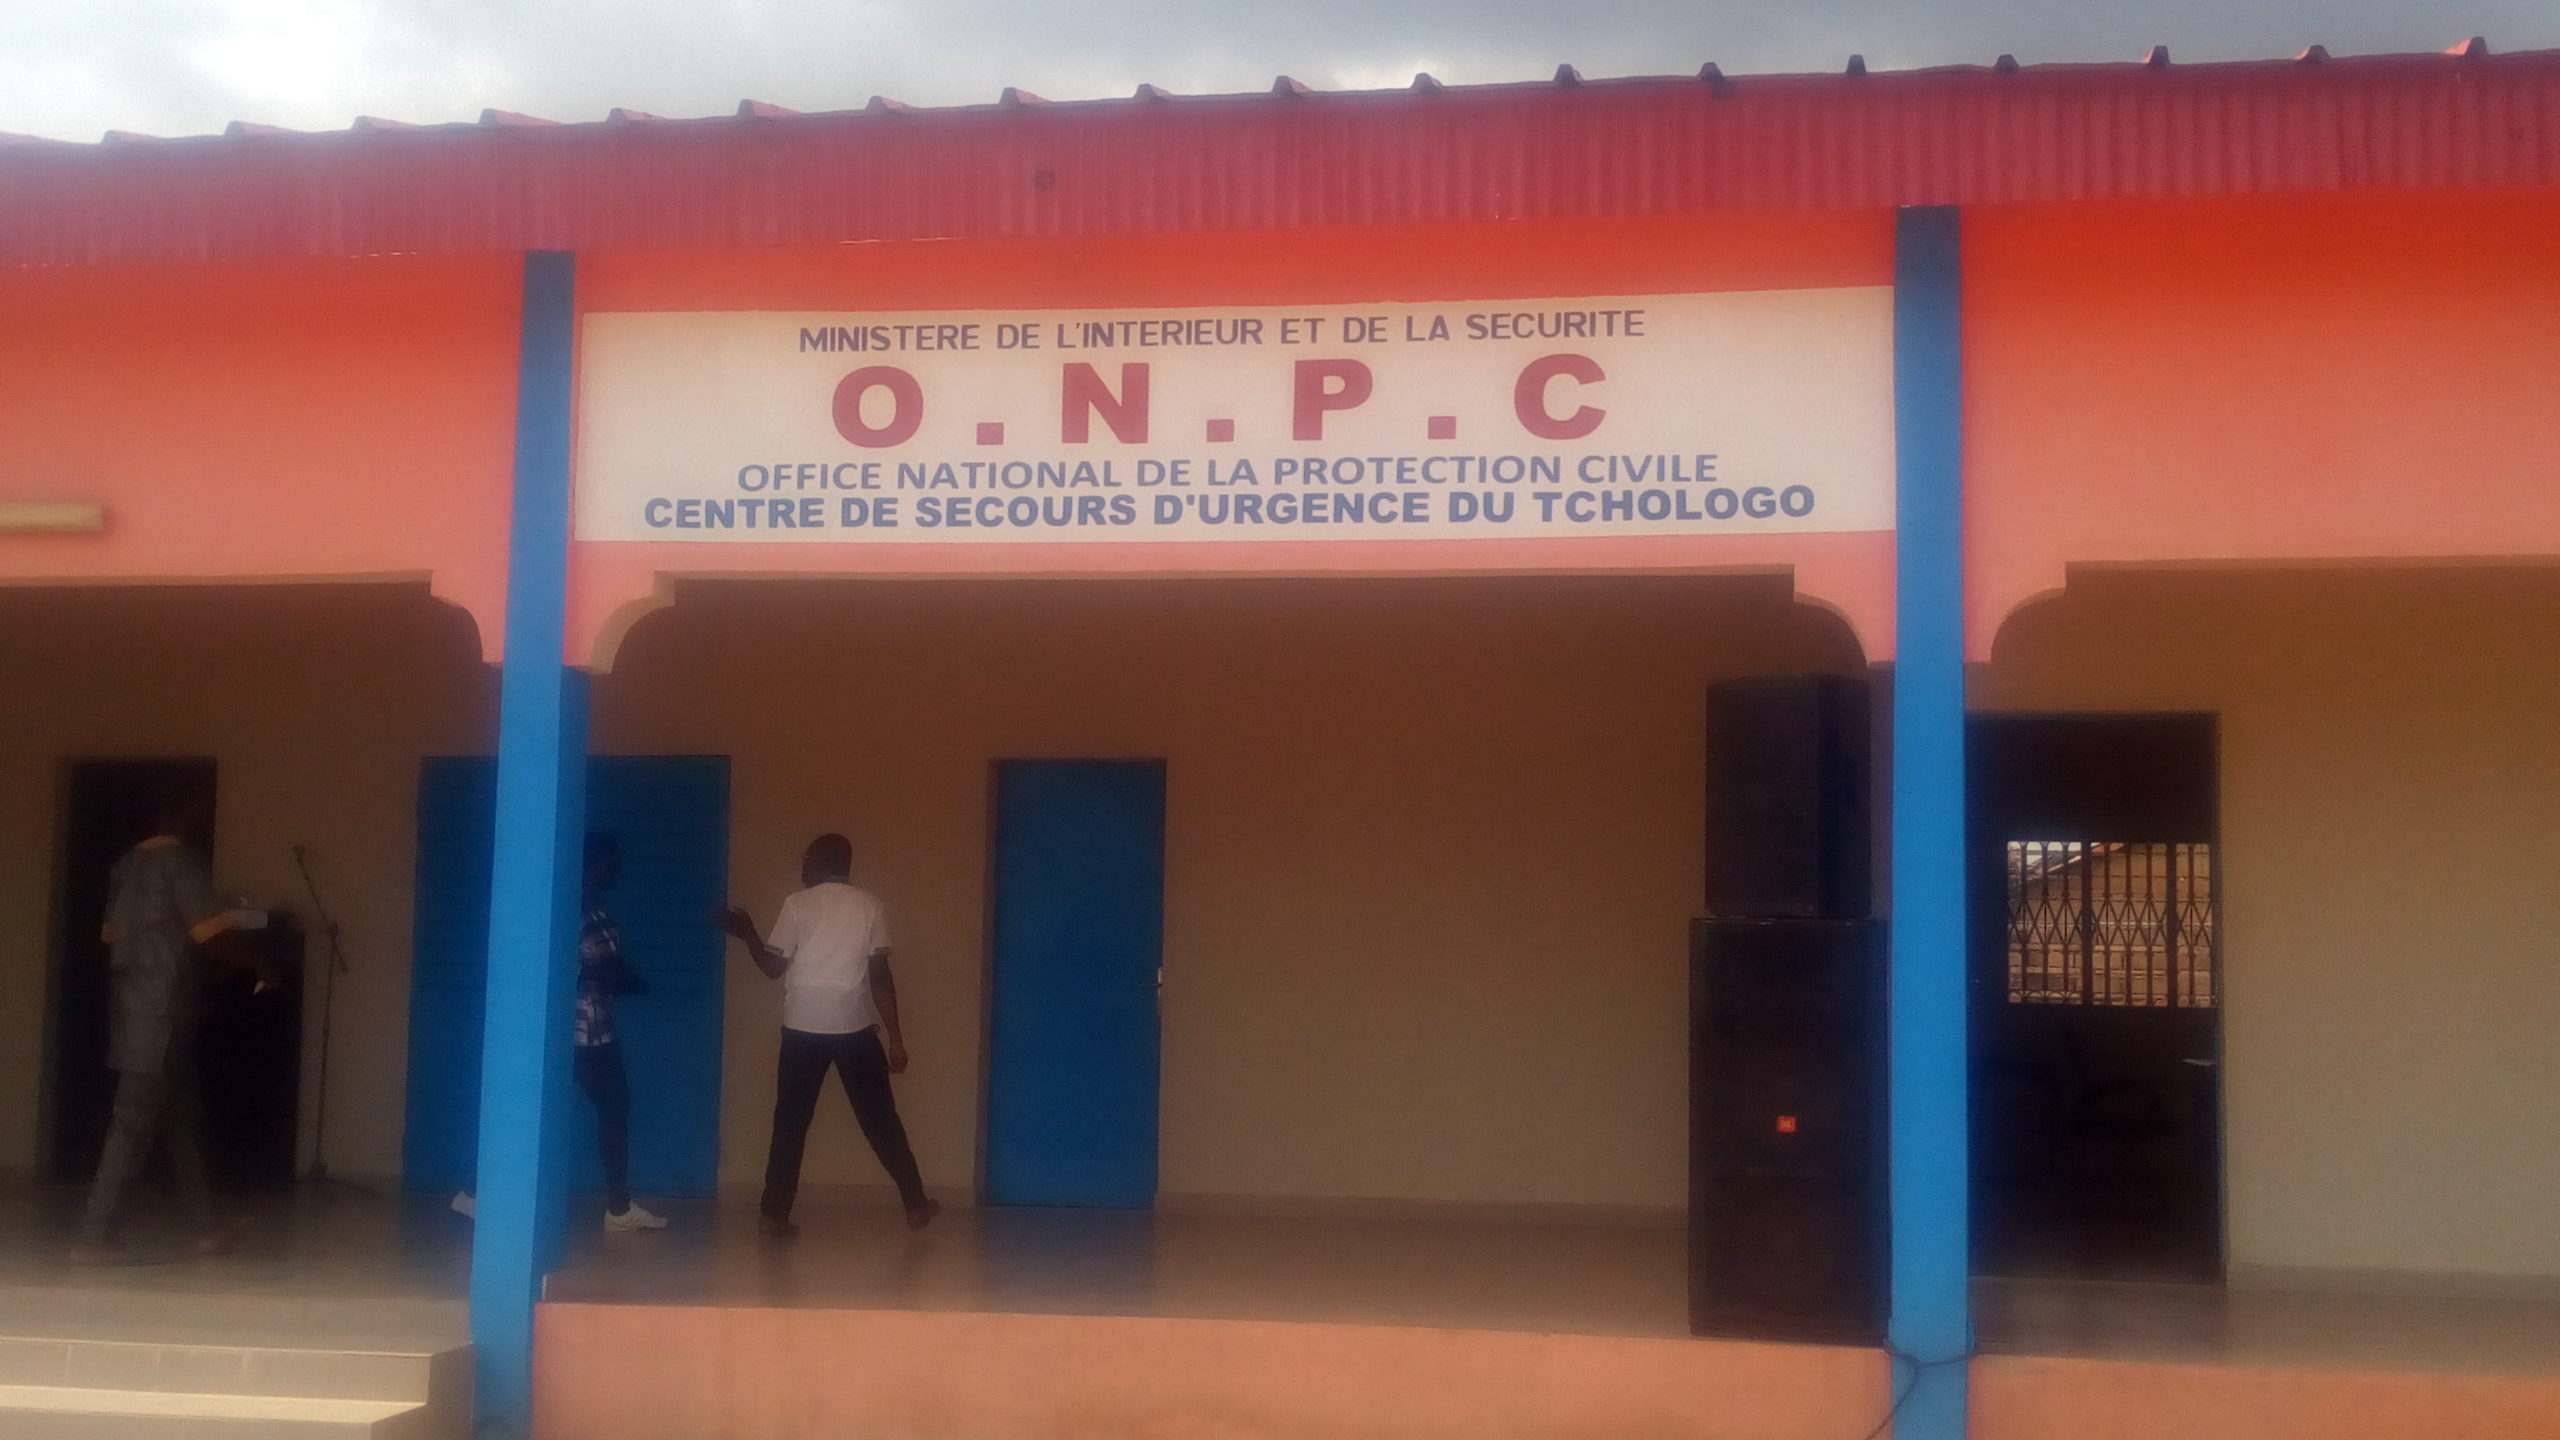 MINISTERE DE L'INTERIEUR ET DE LA SECURITE
O.N.P.C
OFFICE NATIONAL DE LA PROTECTION CIVILE
CENTRE DE SECOURS D'URGENCE DU TCHOLOGO